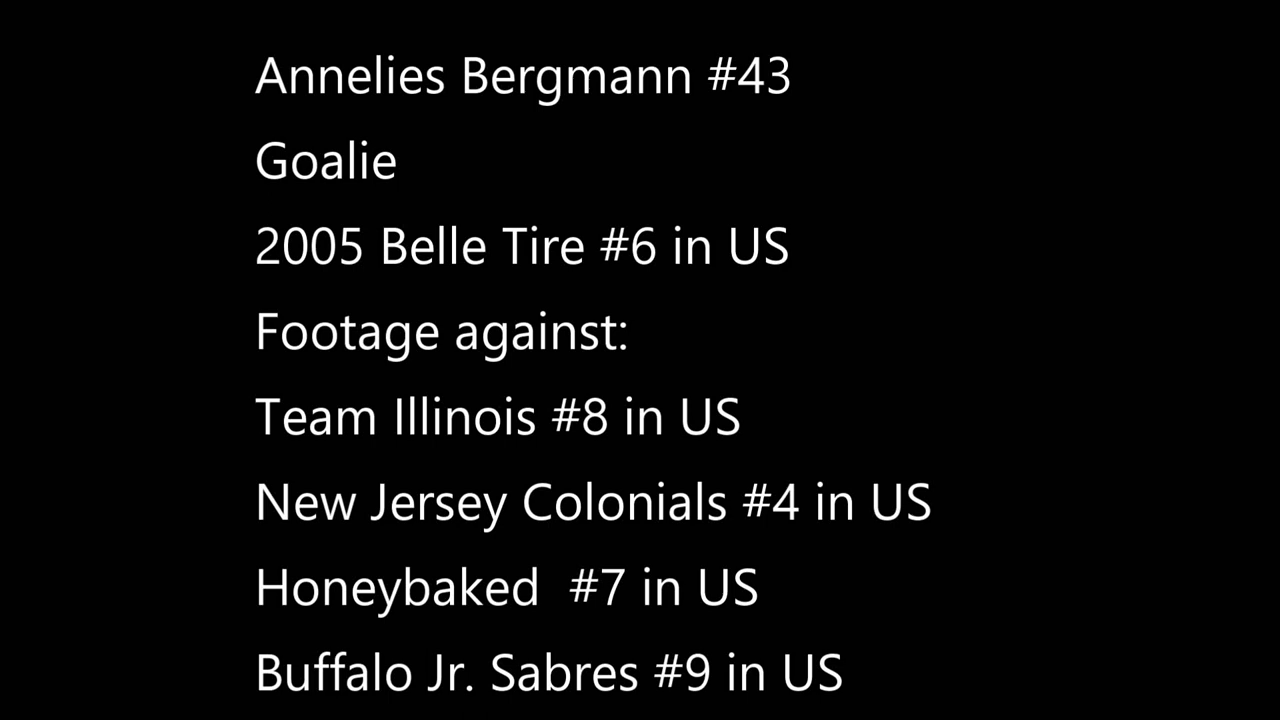 Annelies Bergmann #43
Goalie
2005 Belle Tire #6 in US
Footage against:
Team Illinois #8 in US
New Jersey Colonials #4 in US
Honeybaked  #7 in US
Buffalo Jr. Sabres #9 in US